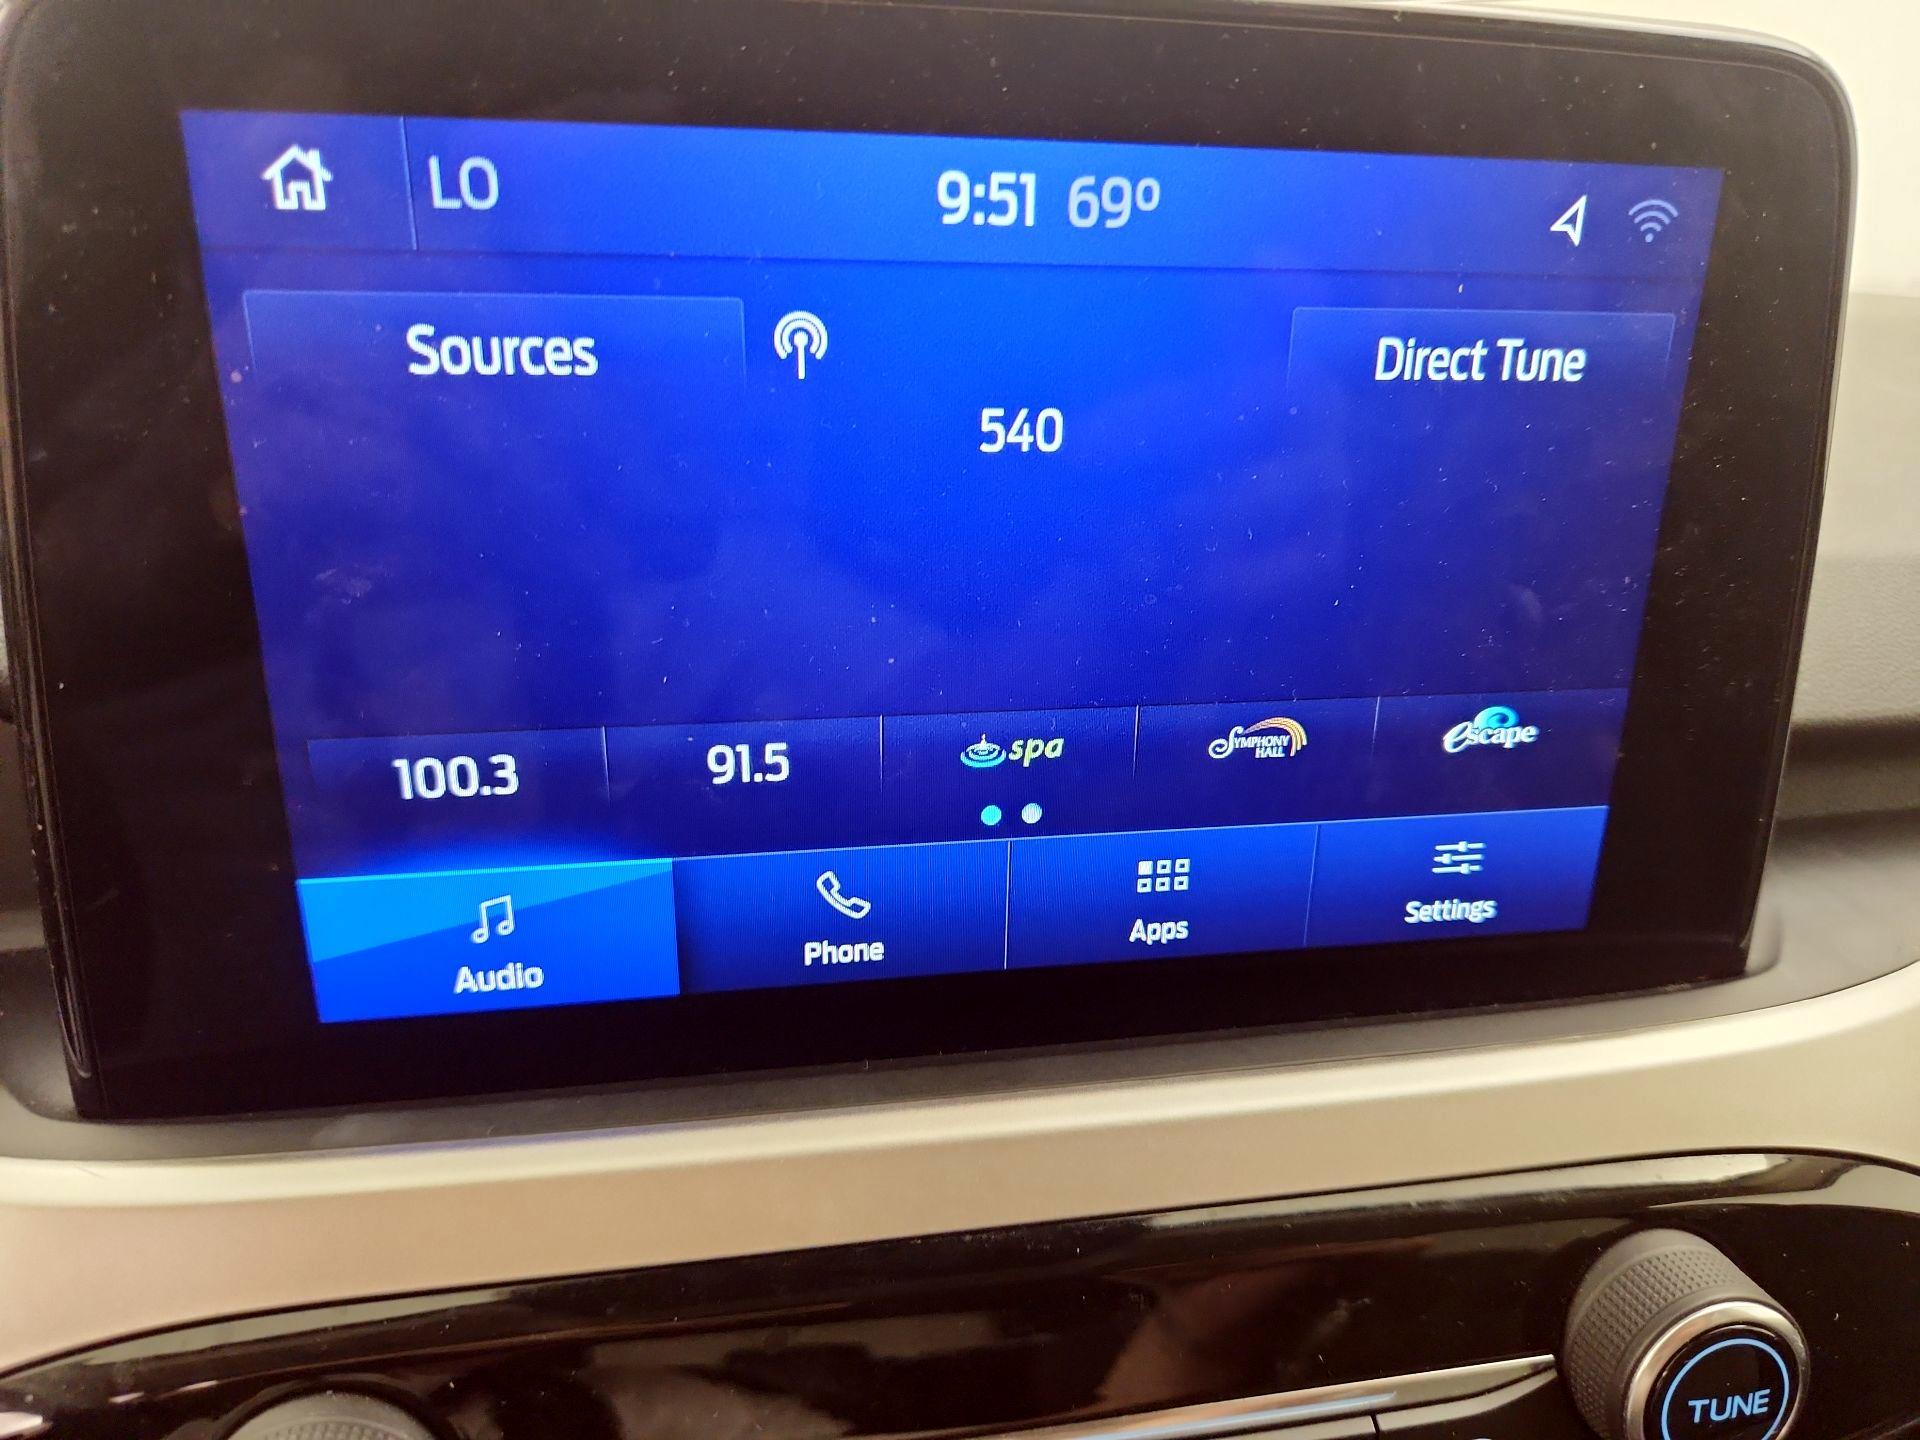 LO 9:51 69º
Sources Direct Tune
540
100.3 91.5 spa SYMPHONY HALL escape
Audio Phone Apps Settings
TUNE